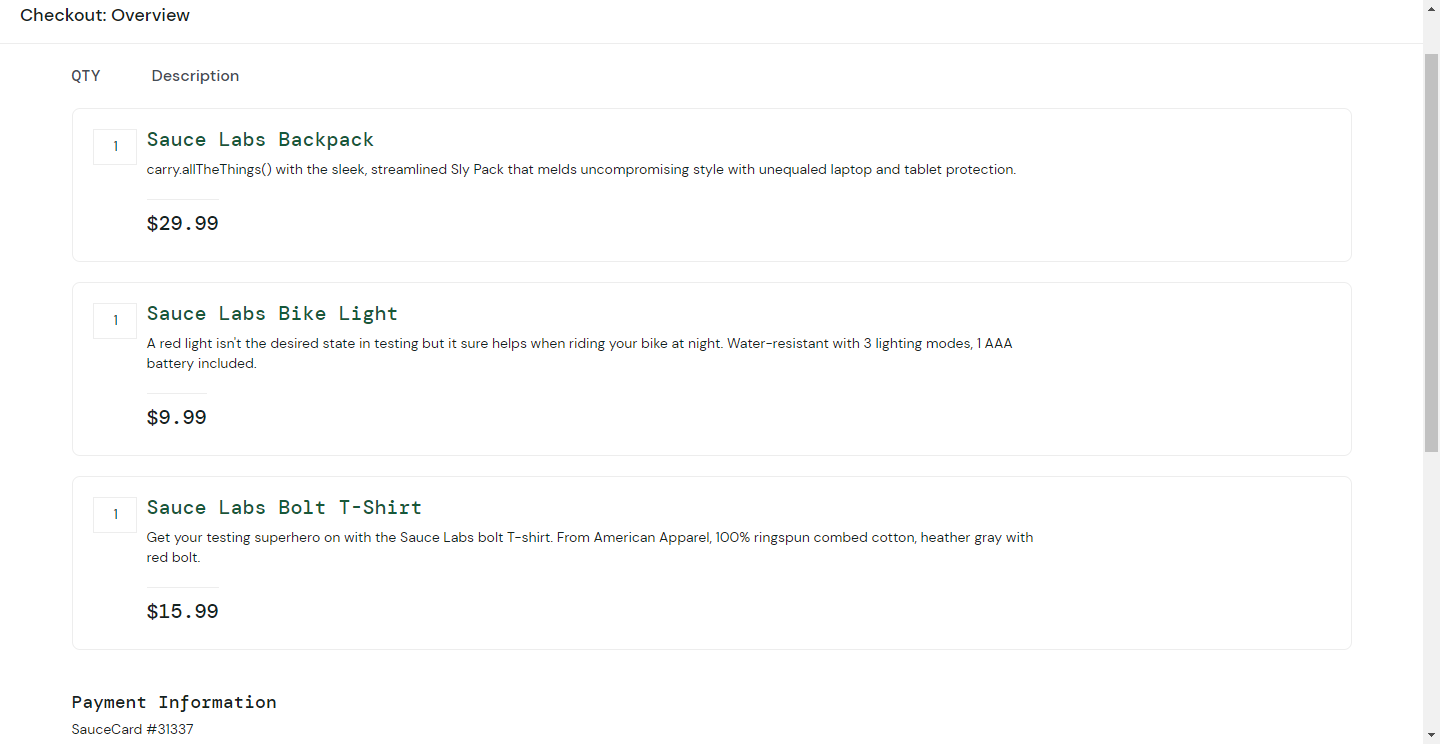 Checkout: Overview
QTY Description
1 Sauce Labs Backpack
carry.allTheThings() with the sleek, streamlined Sly Pack that melds uncompromising style with unequaled laptop and tablet protection.
$29.99
1 Sauce Labs Bike Light
A red light isn't the desired state in testing but it sure helps when riding your bike at night. Water-resistant with 3 lighting modes, 1 AAA
battery included.
$9.99
1 Sauce Labs Bolt T-Shirt
Get your testing superhero on with the Sauce Labs bolt T-shirt. From American Apparel, 100% ringspun combed cotton, heather gray with
red bolt.
$15.99
Payment Information
SauceCard #31337